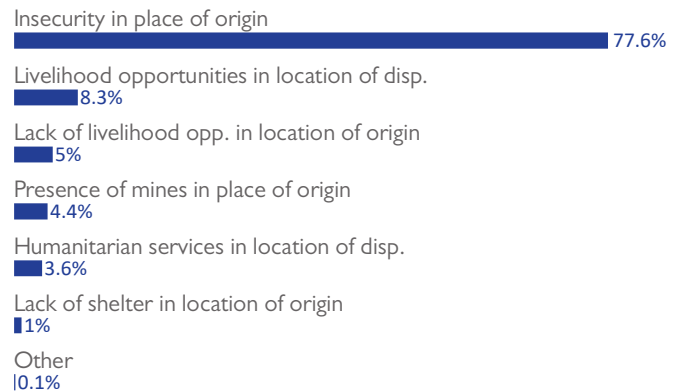 Insecurity in place of origin
77.6%
Livelihood opportunities in location of disp.
8.3%
Lack of livelihood opp. in location of origin
5%
Presence of mines in place of origin
4.4%
Humanitarian services in location of disp.
3.6%
Lack of shelter in location of origin
1%
Other
0.1%